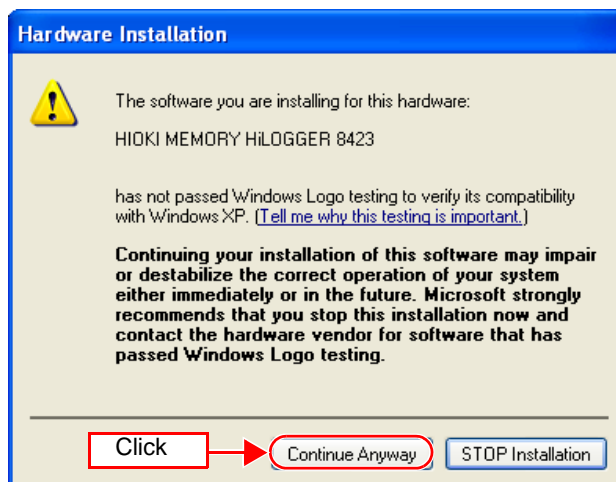 Hardware Installation
The software you are installing for this hardware:
HIOKI MEMORY HiLOGGER 8423
has not passed Windows Logo testing to verify its compatibility
with Windows XP. (Tell me why this testing is important.)
Continuing your installation of this software may impair
or destabilize the correct operation of your system
either immediately or in the future. Microsoft strongly
recommends that you stop this installation now and
contact the hardware vendor for software that has
passed Windows Logo testing.
Click
Continue Anyway
STOP Installation